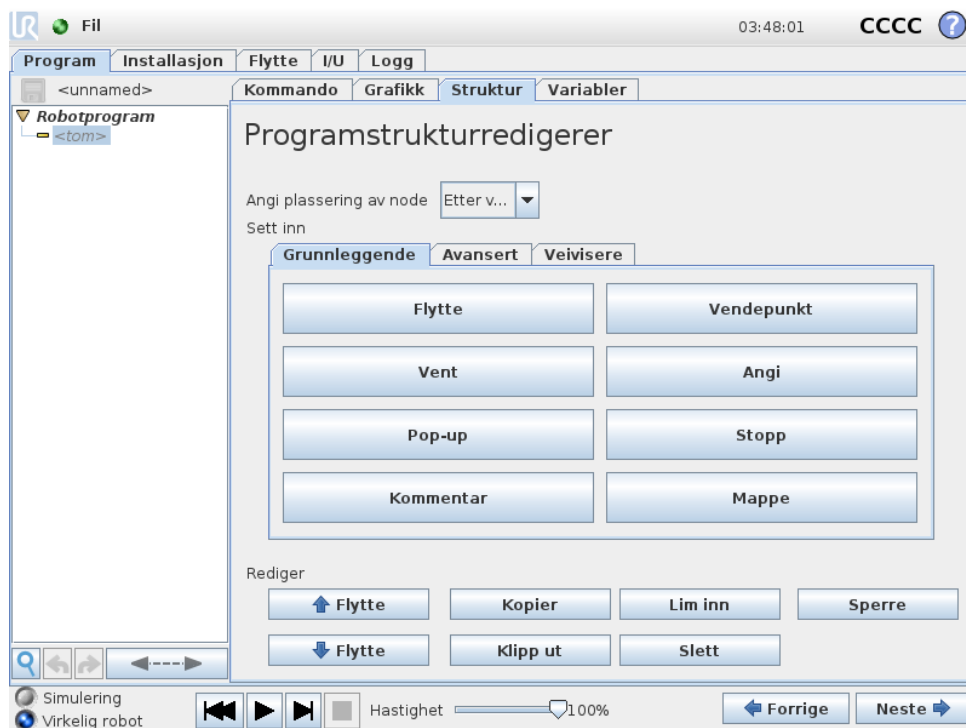 UR Fil 03:48:01 CCCC ?
Program Installasjon Flytte I/U Logg
<unnamed>
Kommando Grafikk Struktur Variabler
Robotprogram
<tom>
Programstrukturredigerer
Angi plassering av node Etter v...
Sett inn
Grunnleggende Avansert Veivisere
Flytte Vendepunkt
Vent Angi
Pop-up Stopp
Kommentar Mappe
Rediger
Flytte Kopier Lim inn Sperre
Flytte Klipp ut Slett
Simulering
Virkelig robot
Hastighet 100%
Forrige Neste